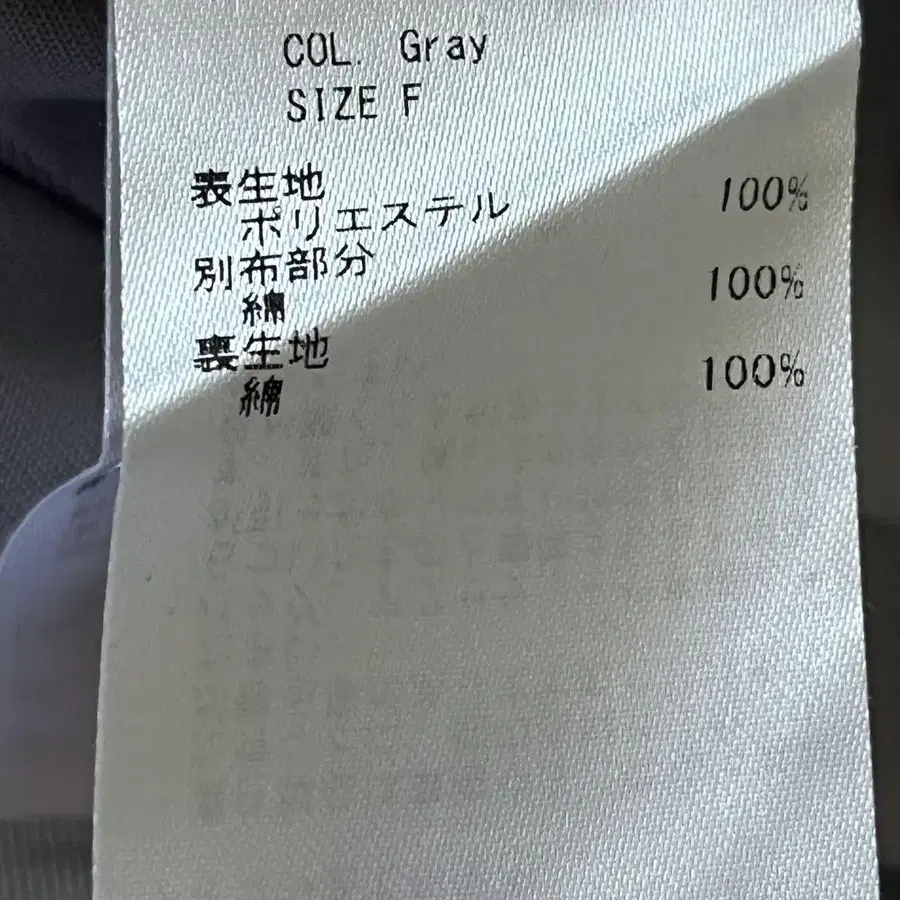 COL. Gray
SIZE F
表生地
ポリエステル 100%
別布部分
綿 100%
裏生地
綿 100%